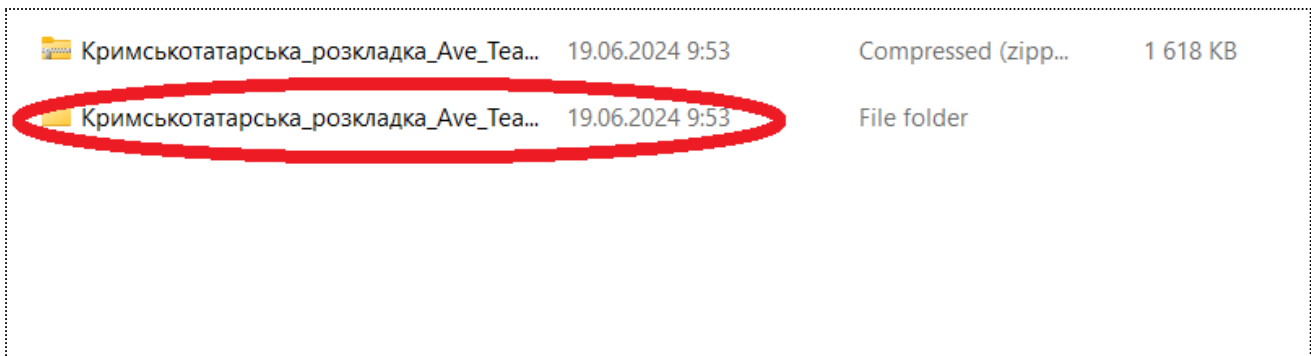 Кримськотатарська_розкладка_Ave_Tea... 19.06.2024 9:53 Compressed (zipp... 1 618 KB
Кримськотатарська_розкладка_Ave_Tea... 19.06.2024 9:53 File folder